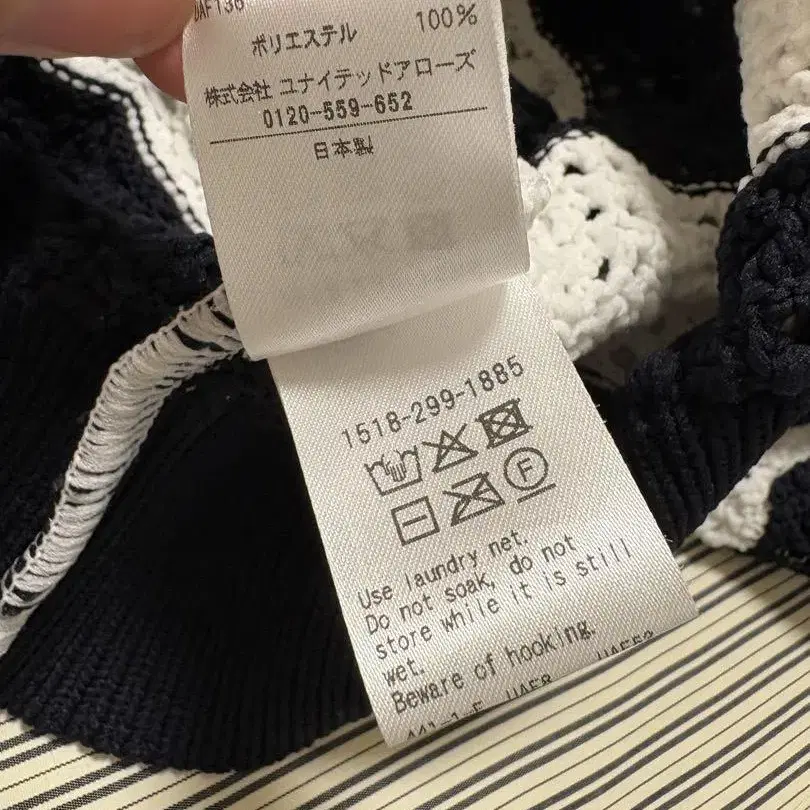 UAF136
ポリエステル 100%
株式会社 ユナイテッドアローズ
0120-559-652
日本製
1518-299-1885
F
Use laundry net.
Do not soak, do not
store while it is still
wet.
Beware of hooking.